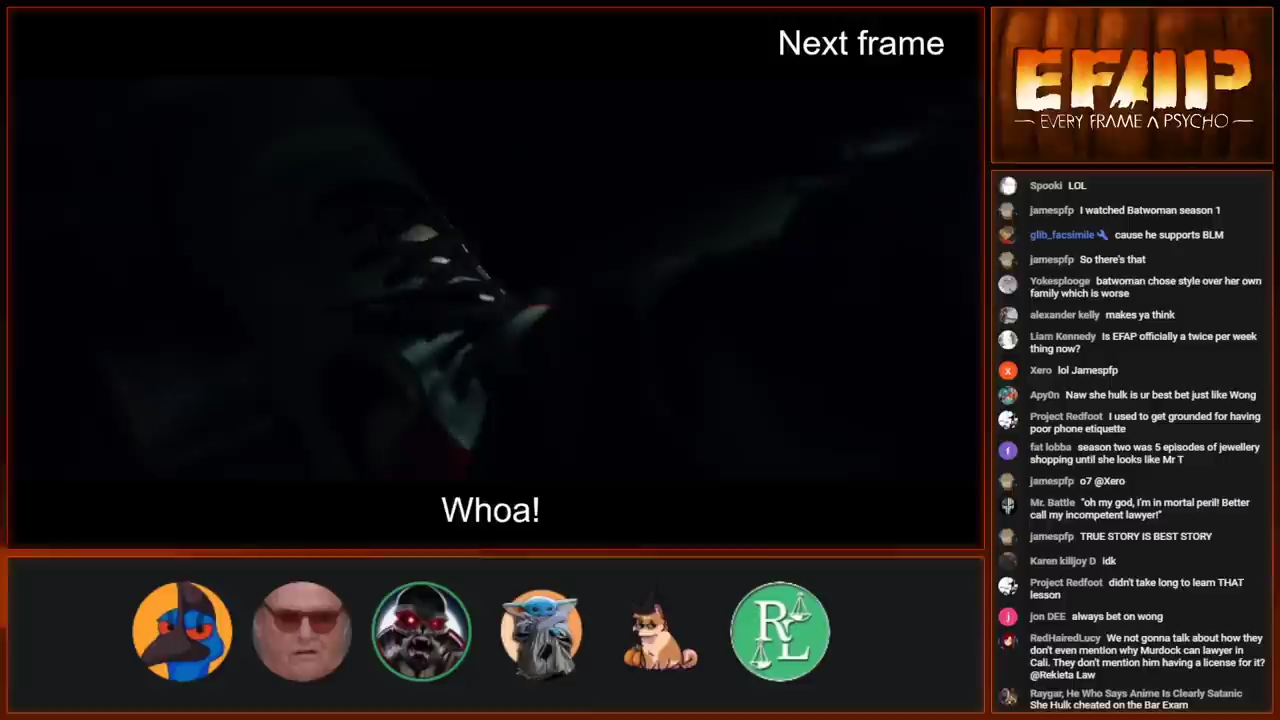 Next frame
Whoa!
EFAP
EVERY FRAME A PSYCHO
Spooki LOL
jamespfp I watched Batwoman season 1
glib_facsimile cause he supports BLM
jamespfp So there's that
Yokesplooge batwoman chose style over her own
family which is worse
alexander kelly makes ya think
Liam Kennedy Is EFAP officially a twice per week
thing now?
X
Xero lol Jamespfp
Apy0n Naw she hulk is ur best bet just like Wong
Project Redfoot I used to get grounded for having
poor phone etiquette
f
fat lobba season two was 5 episodes of jewellery
shopping until she looks like Mr T
jamespfp o7 @Xero
Mr. Battle "oh my god, I'm in mortal peril! Better
call my incompetent lawyer!"
jamespfp TRUE STORY IS BEST STORY
Karen killjoy D idk
Project Redfoot didn't take long to learn THAT
lesson
j
jon DEE always bet on wong
RedHairedLucy We not gonna talk about how they
don't even mention why Murdock can lawyer in
Cali. They don't mention him having a license for it?
@Rekieta Law
Raygar, He Who Says Anime Is Clearly Satanic
She Hulk cheated on the Bar Exam
RL